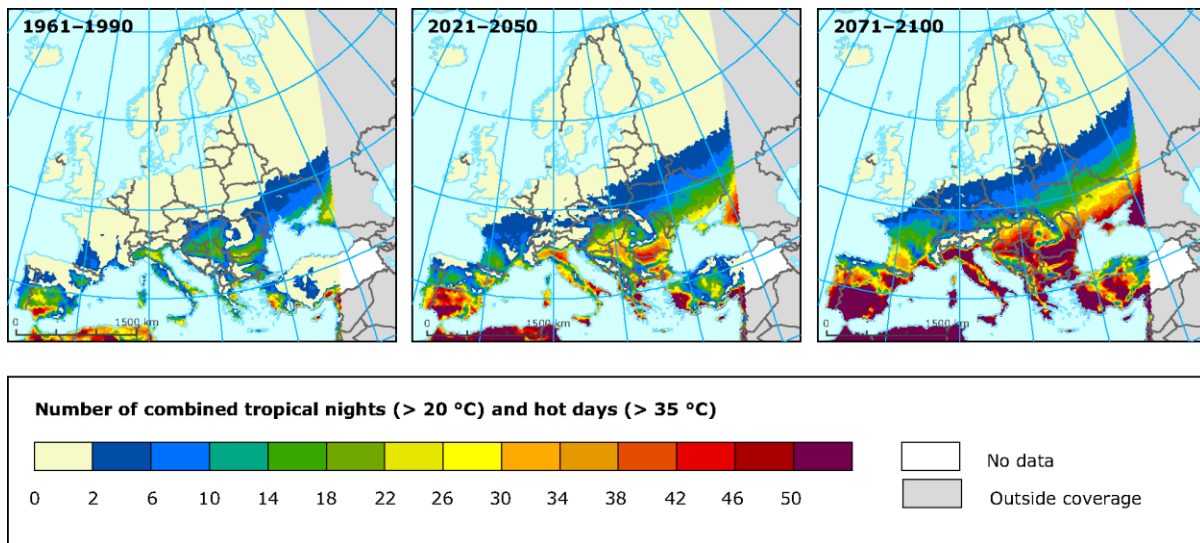 1961–1990
2021–2050
2071–2100
0 1500 km
0 1500 km
0 1500 km
Number of combined tropical nights (> 20 °C) and hot days (> 35 °C)
0 2 6 10 14 18 22 26 30 34 38 42 46 50
No data
Outside coverage